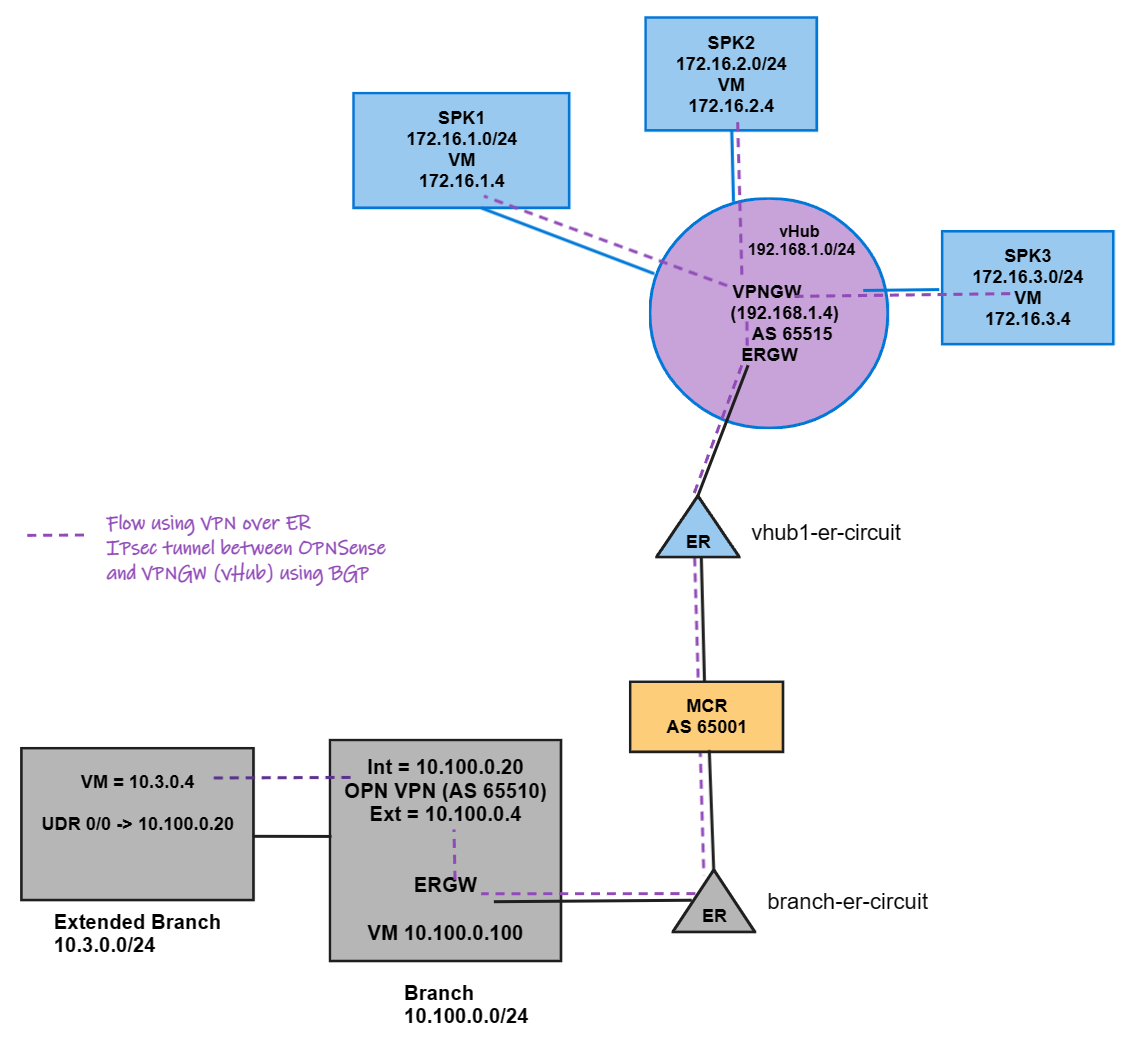 SPK2
172.16.2.0/24
VM
172.16.2.4
SPK1
172.16.1.0/24
VM
172.16.1.4
vHub
192.168.1.0/24
SPK3
172.16.3.0/24
VM
172.16.3.4
VPNGW
(192.168.1.4)
AS 65515
ERGW
Flow using VPN over ER
IPsec tunnel between OPNSense
and VPNGW (vHub) using BGP
ER
vhub1-er-circuit
MCR
AS 65001
VM = 10.3.0.4
UDR 0/0 -> 10.100.0.20
Extended Branch
10.3.0.0/24
Int = 10.100.0.20
OPN VPN (AS 65510)
Ext = 10.100.0.4
ERGW
VM 10.100.0.100
Branch
10.100.0.0/24
ER
branch-er-circuit